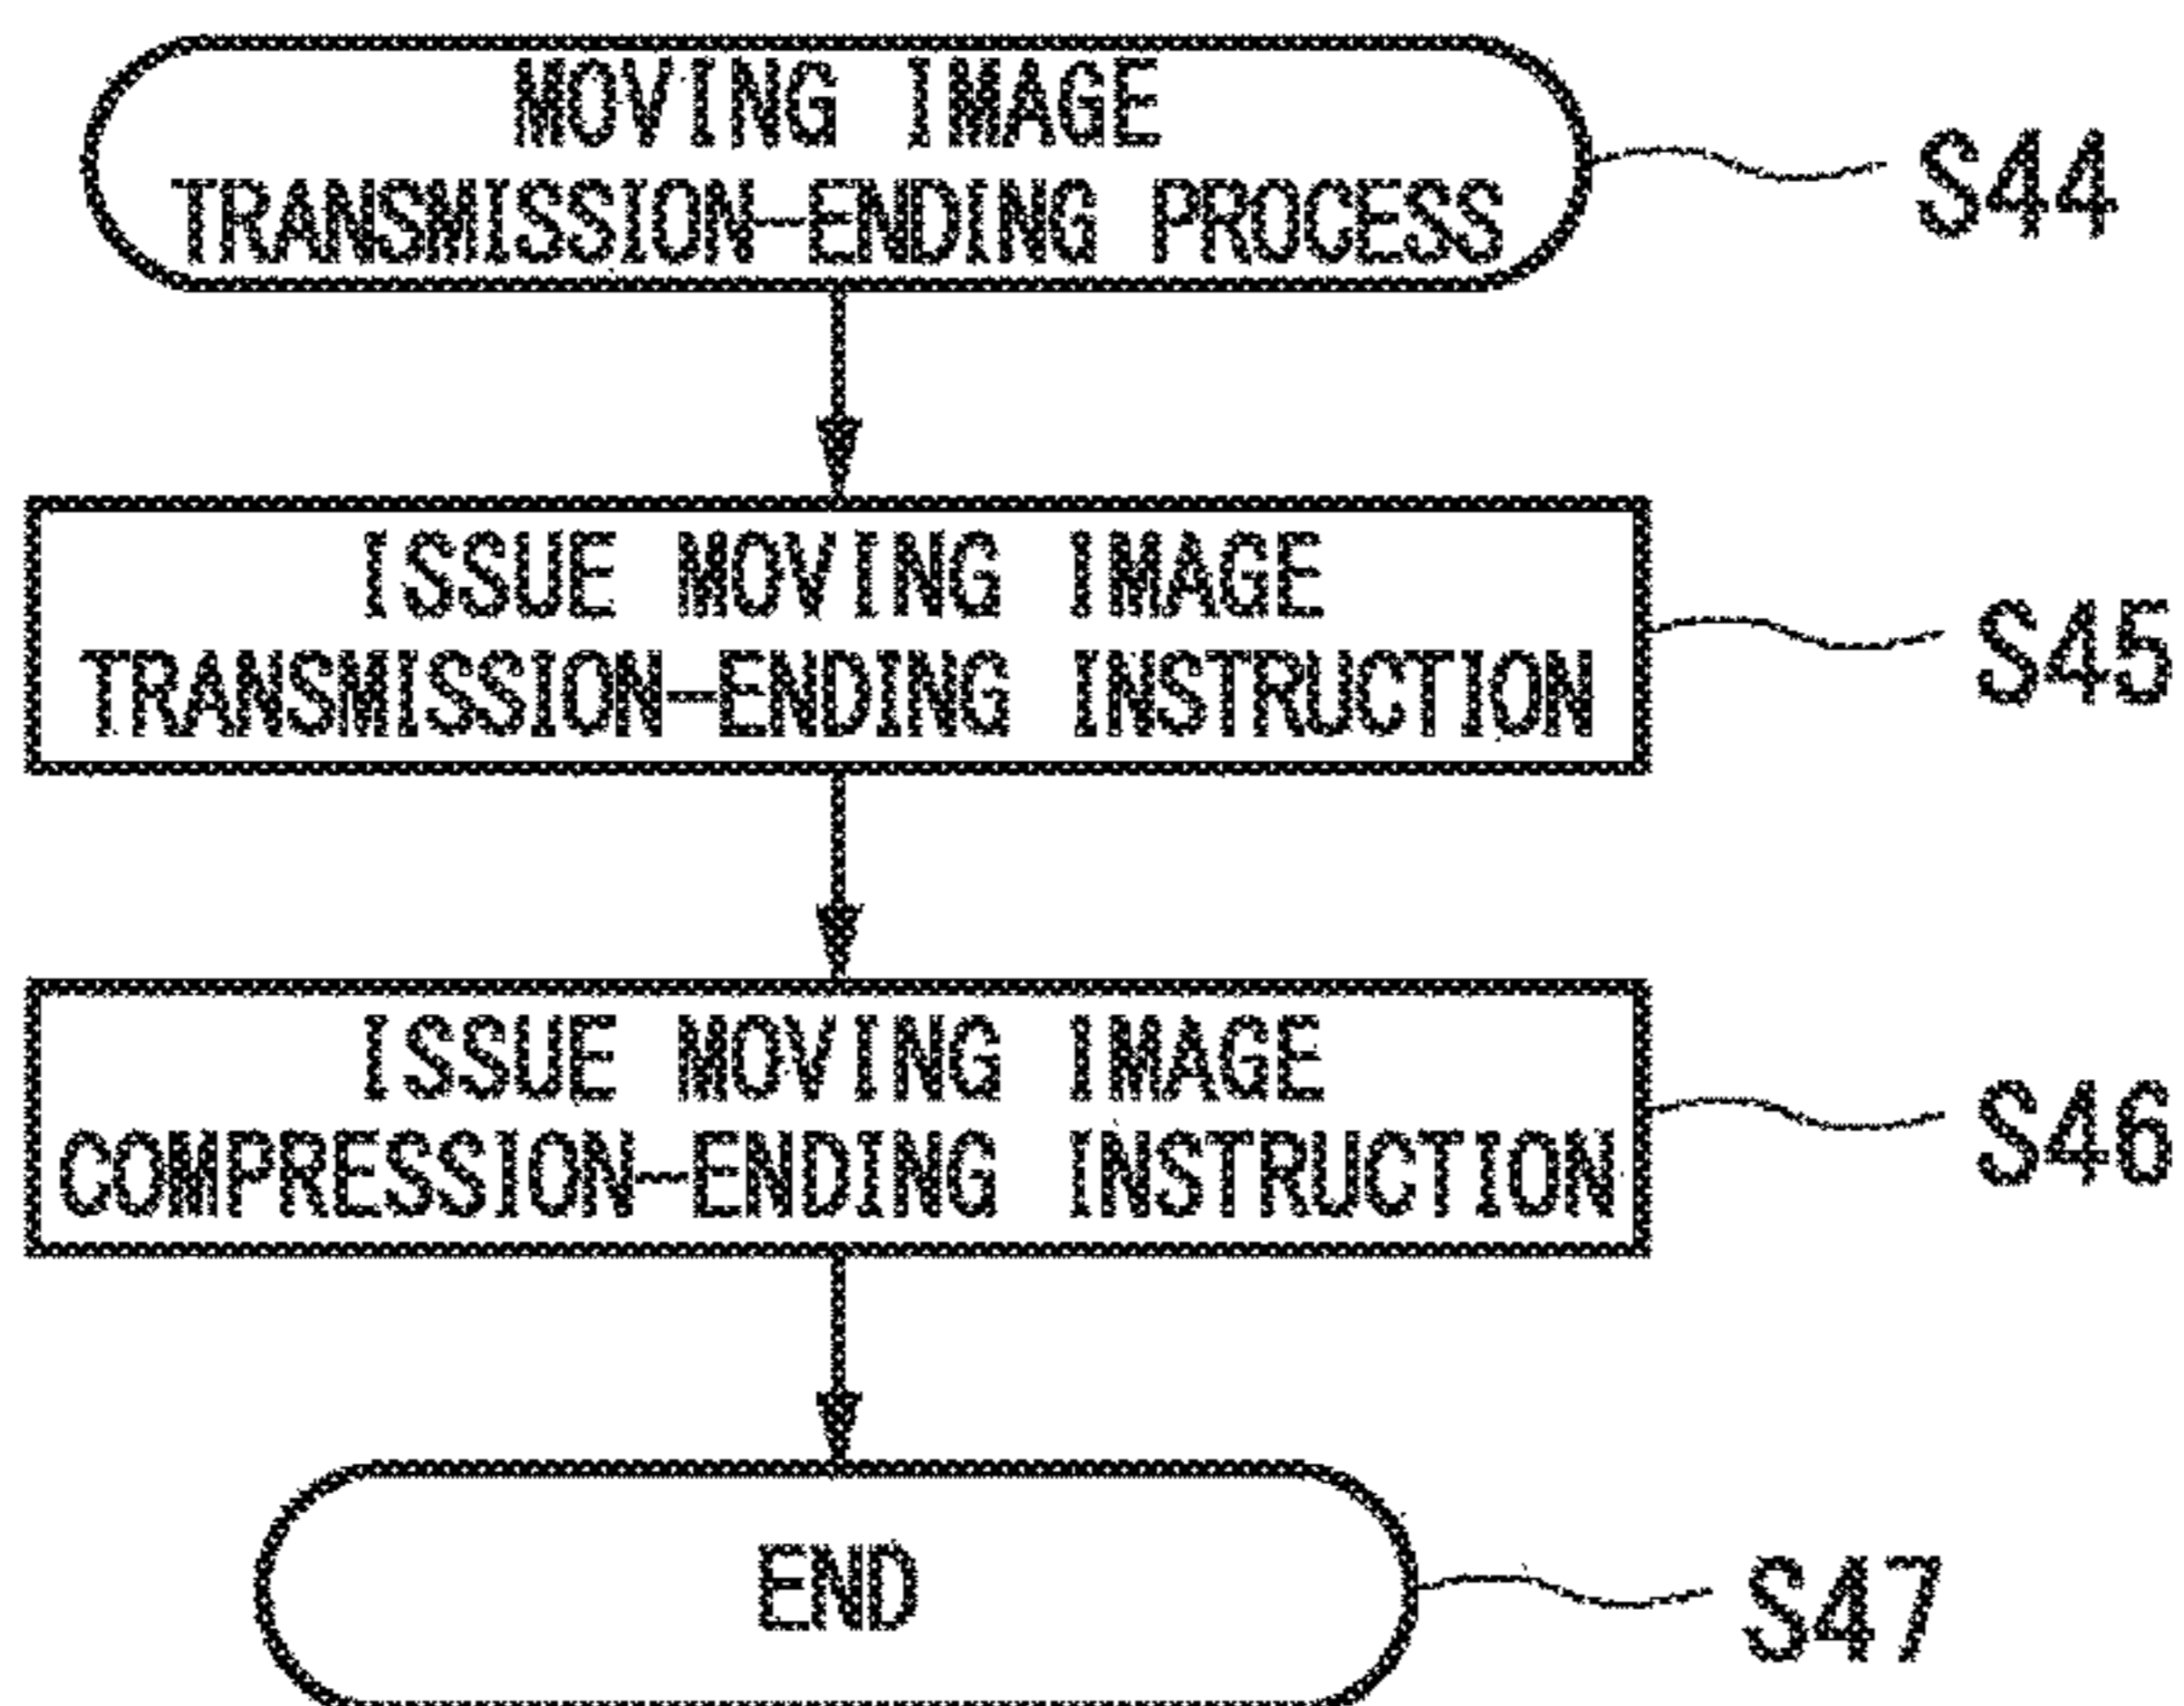 MOVING IMAGE
TRANSMISSION-ENDING PROCESS
S44
ISSUE MOVING IMAGE
TRANSMISSION-ENDING INSTRUCTION
S45
ISSUE MOVING IMAGE
COMPRESSION-ENDING INSTRUCTION
S46
END
S47